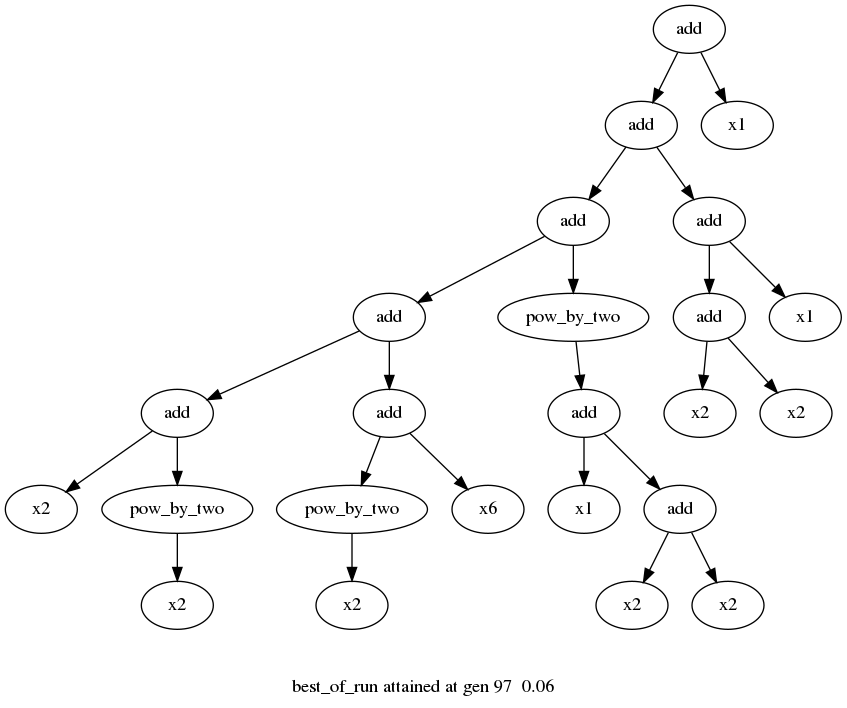 add
add x1
add add
add pow_by_two add x1
add add add x2 x2
x2 pow_by_two pow_by_two x6 x1 add
x2 x2 x2 x2
best_of_run attained at gen 97 0.06